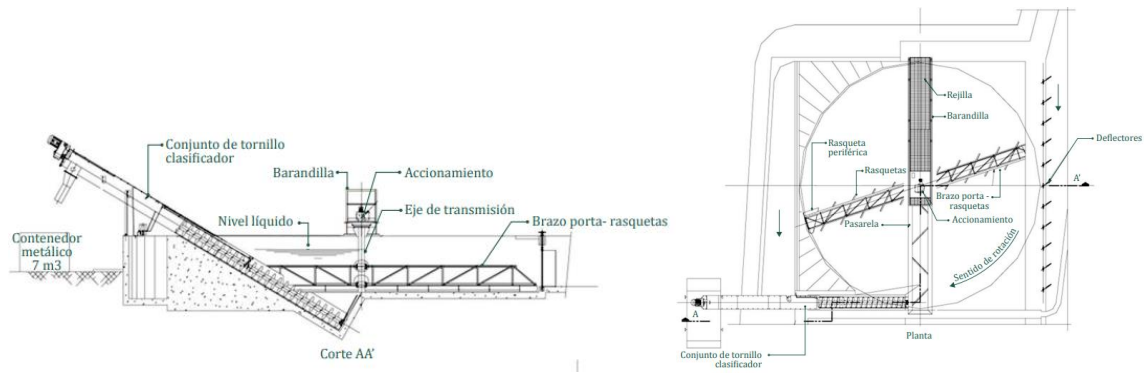 Conjunto de tornillo
clasificador
Barandilla
Accionamiento
Nivel líquido
Eje de transmisión
Brazo porta- rasquetas
Contenedor
metálico
7 m3
Corte AA'
Rejilla
Barandilla
Deflectores
Rasqueta
periférica
Rasquetas
A'
Brazo porta -
rasquetas
Accionamiento
Pasarela
Sentido de rotación
A
Planta
Conjunto de tornillo
clasificador